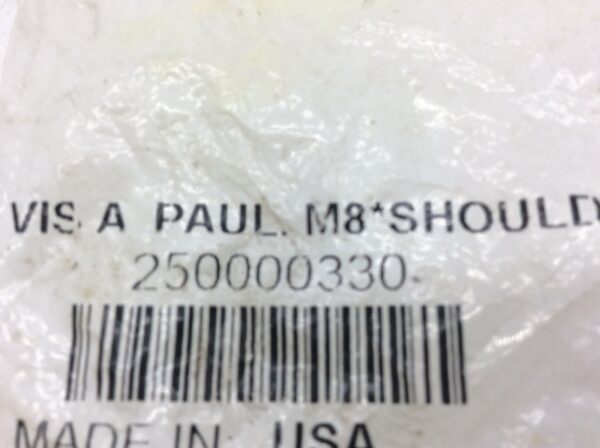 VIS A PAUL. M8*SHOULD
250000330
MADE IN USA